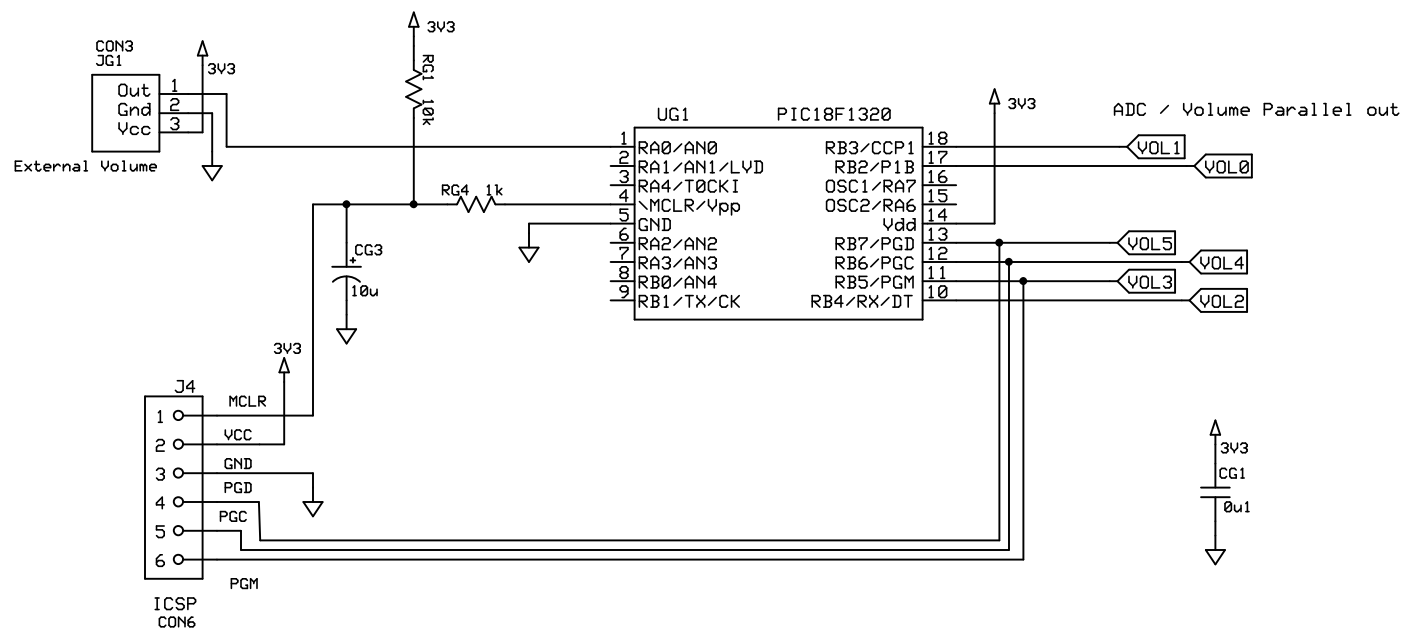 3V3
CON3
JG1
3V3
Out 1
Gnd 2
Vcc 3
External Volume
RG1 10k
UG1 PIC18F1320
3V3
ADC / Volume Parallel out
1 RA0/AN0 RB3/CCP1 18 VOL1
2 RA1/AN1/LVD RB2/P1B 17 VOL0
3 RA4/T0CKI OSC1/RA7 16
RG4 1k
4 \MCLR/Vpp OSC2/RA6 15
5 GND Vdd 14
6 RA2/AN2 RB7/PGD 13 VOL5
7 RA3/AN3 RB6/PGC 12 VOL4
8 RB0/AN4 RB5/PGM 11 VOL3
9 RB1/TX/CK RB4/RX/DT 10 VOL2
CG3
+
10u
3V3
J4
1 MCLR
2 VCC
3 GND
4 PGD
5 PGC
6 PGM
ICSP
CON6
3V3
CG1
0u1